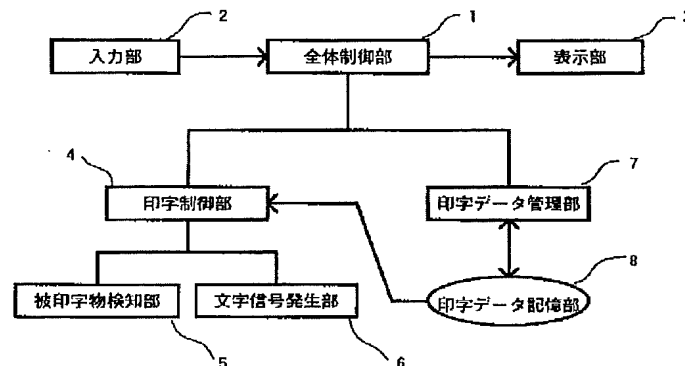 2
1
入力部
全体制御部
表示部
4
7
印字制御部
印字データ管理部
8
被印字物検知部
文字信号発生部
印字データ記憶部
5
6